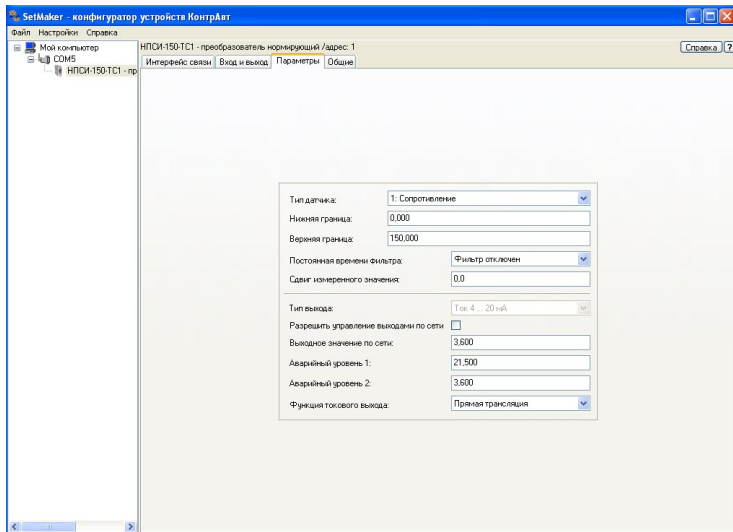 SetMaker - конфигуратор устройств КонтрАвт
Файл Настройки Справка
Мой компьютер
COM5
НПСИ-150-ТС1 - пр
НПСИ-150-ТС1 - преобразователь нормирующий /адрес: 1
Справка ?
Интерфейс связи Вход и выход Параметры Общие
Тип датчика: 1: Сопротивление
Нижняя граница: 0,000
Верхняя граница: 150,000
Постоянная времени фильтра: Фильтр отключен
Сдвиг измеренного значения: 0,0
Тип выхода: Ток 4 ... 20 мА
Разрешить управление выходами по сети
Выходное значение по сети: 3,600
Аварийный уровень 1: 21,500
Аварийный уровень 2: 3,600
Функция токового выхода: Прямая трансляция